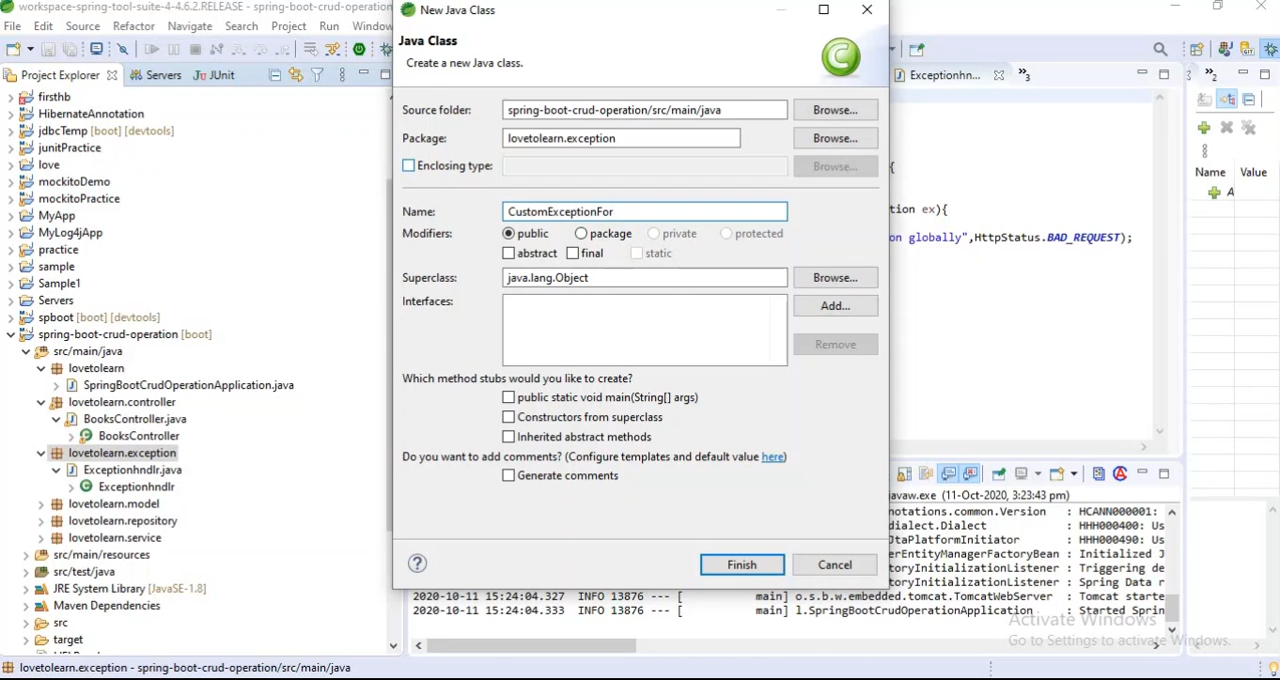 workspace-spring-tool-suite-4-4.6.2.RELEASE - spring-boot-crud-operation
New Java Class
File Edit Source Refactor Navigate Search Project Run Window
Java Class
Create a new Java class.
Project Explorer
Servers
JUnit
Exceptionhn...
»3
»2
firsthb
HibernateAnnotation
jdbcTemp [boot] [devtools]
junitPractice
love
mockitoDemo
mockitoPractice
MyApp
MyLog4jApp
practice
sample
Sample1
Servers
spboot [boot] [devtools]
spring-boot-crud-operation [boot]
src/main/java
lovetolearn
SpringBootCrudOperationApplication.java
lovetolearn.controller
BooksController.java
BooksController
lovetolearn.exception
Exceptionhndlr.java
Exceptionhndlr
lovetolearn.model
lovetolearn.repository
lovetolearn.service
src/main/resources
src/test/java
JRE System Library [JavaSE-1.8]
Maven Dependencies
src
target
Source folder: spring-boot-crud-operation/src/main/java Browse...
Package: lovetolearn.exception Browse...
Enclosing type: Browse...
Name: CustomExceptionFor
Modifiers: public package private protected
abstract final static
Superclass: java.lang.Object Browse...
Interfaces: Add...
Remove
Which method stubs would you like to create?
public static void main(String[] args)
Constructors from superclass
Inherited abstract methods
Do you want to add comments? (Configure templates and default value here)
Generate comments
Finish Cancel
{
ion ex){
on globally",HttpStatus.BAD_REQUEST);
Name Value
A
avaw.exe (11-Oct-2020, 3:23:43 pm)
notations.common.Version : HCANN000001:
dialect.Dialect : HHH000400: Us
JtaPlatformInitiator : HHH000490: Us
erEntityManagerFactoryBean : Initialized J
toryInitializationListener : Triggering de
toryInitializationListener : Spring Data r
2020-10-11 15:24:04.327 INFO 13876 --- [ main] o.s.b.w.embedded.tomcat.TomcatWebServer : Tomcat starte
2020-10-11 15:24:04.333 INFO 13876 --- [ main] l.SpringBootCrudOperationApplication : Started Sprin
Activate Windows
Go to Settings to activate Windows.
lovetolearn.exception - spring-boot-crud-operation/src/main/java